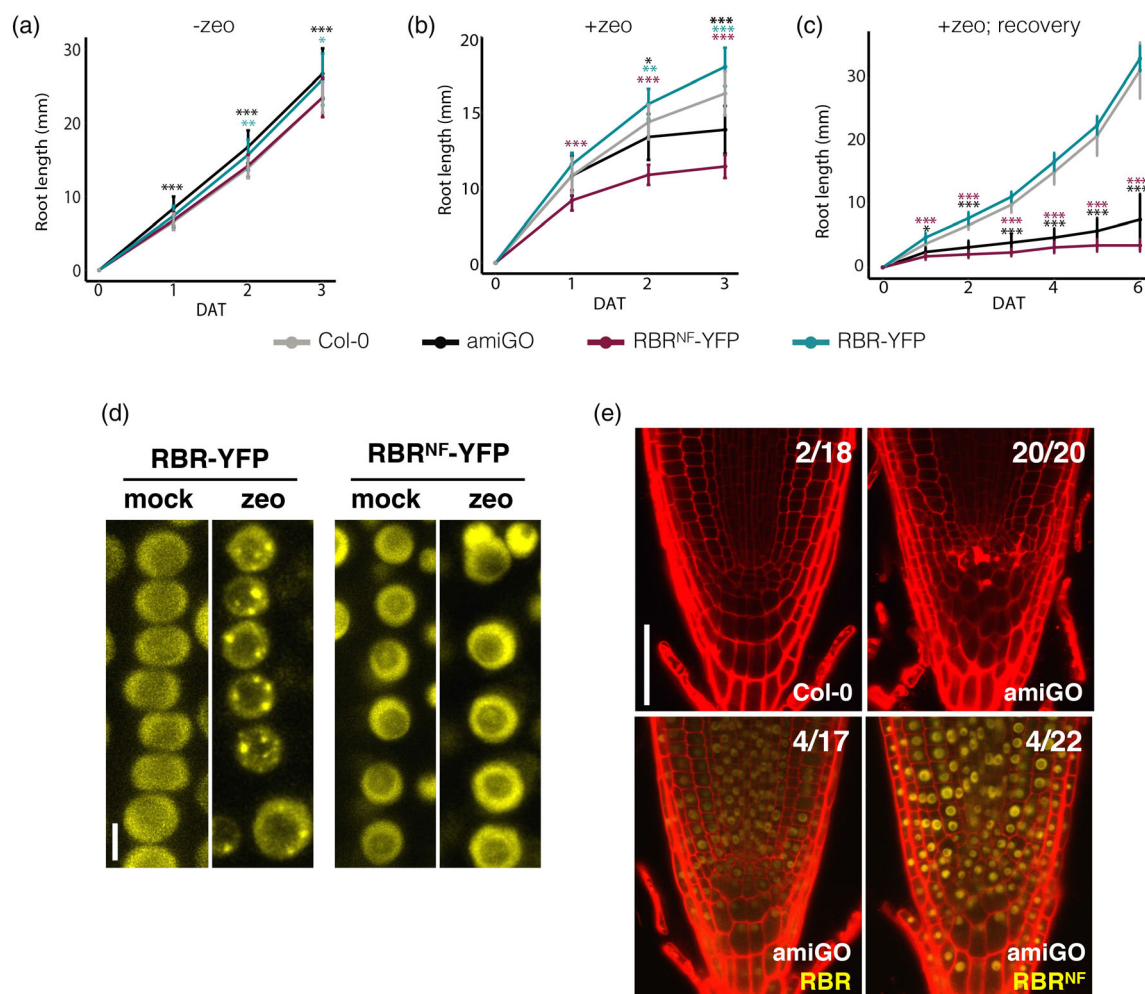 (a)
-zeo
Root length (mm)
30
20
10
0
***
***
**
***
*
0 1 2 3
DAT
(b)
+zeo
Root length (mm)
20
15
10
0
***
*
**
***
***
***
***
0 1 2 3
DAT
(c)
+zeo; recovery
Root length (mm)
30
20
10
0
***
*
***
***
***
***
***
***
***
***
***
***
0 2 4 6
DAT
Col-0 amiGO RBRNF-YFP RBR-YFP
(d)
RBR-YFP RBRNF-YFP
mock zeo mock zeo
(e)
2/18
Col-0
20/20
amiGO
4/17
amiGO
RBR
4/22
amiGO
RBRNF